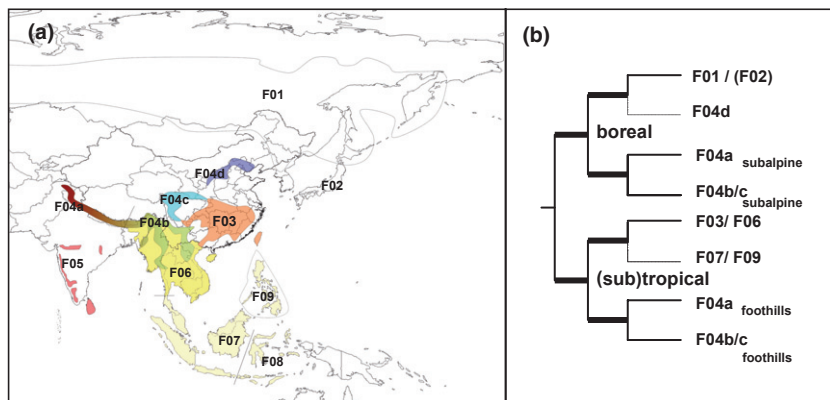 (a)
F01
F04d
F02
F04a
F04c
F04b
F03
F05
F06
F09
F07
F08
(b)
F01 / (F02)
F04d
boreal
F04a subalpine
F04b/c subalpine
F03/ F06
F07/ F09
(sub)tropical
F04a foothills
F04b/c foothills